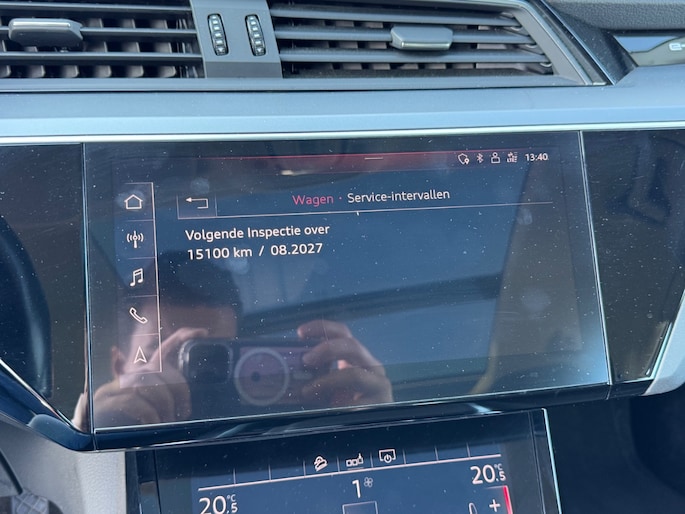 13:40
Wagen · Service-intervallen
Volgende Inspectie over
15100 km / 08.2027
20.5 °C
1
20.5 °C
+